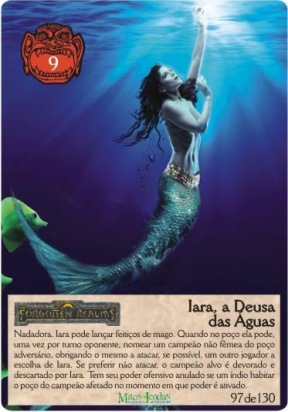 9
FORGOTTEN REALMS
Iara, a Deusa
das Águas
Nadadora. Iara pode lançar feitiços de mago. Quando no poço ela pode,
uma vez por turno oponente, nomear um campeão não fêmea do poço
adversário, obrigando o mesmo a atacar, se possível, um outro jogador a
escolha de Iara. Se preferir não atacar, o campeão alvo é devorado e
descartado por Iara. Tem seu poder ofensivo anulado se um índio habitar
o poço do campeão afetado no momento em que poder é ativado.
Mitos & Lendas
97 de 130